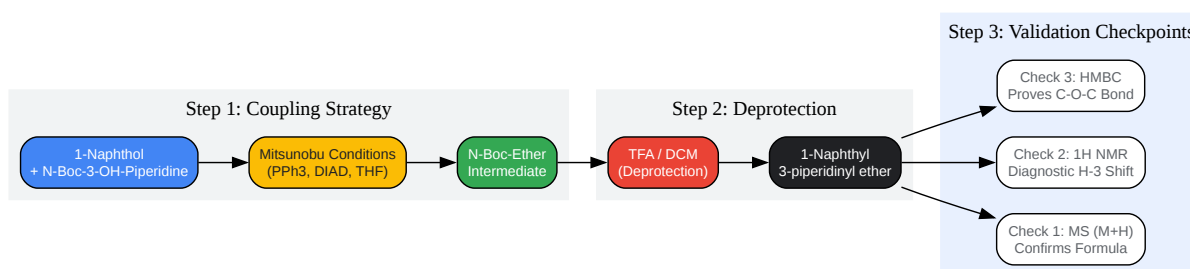 Step 3: Validation Checkpoints
Check 3: HMBC
Proves C-O-C Bond
Step 1: Coupling Strategy
Step 2: Deprotection
1-Naphthol
+ N-Boc-3-OH-Piperidine
Mitsunobu Conditions
(PPh3, DIAD, THF)
N-Boc-Ether
Intermediate
TFA / DCM
(Deprotection)
1-Naphthyl
3-piperidinyl ether
Check 2: 1H NMR
Diagnostic H-3 Shift
Check 1: MS (M+H)
Confirms Formula